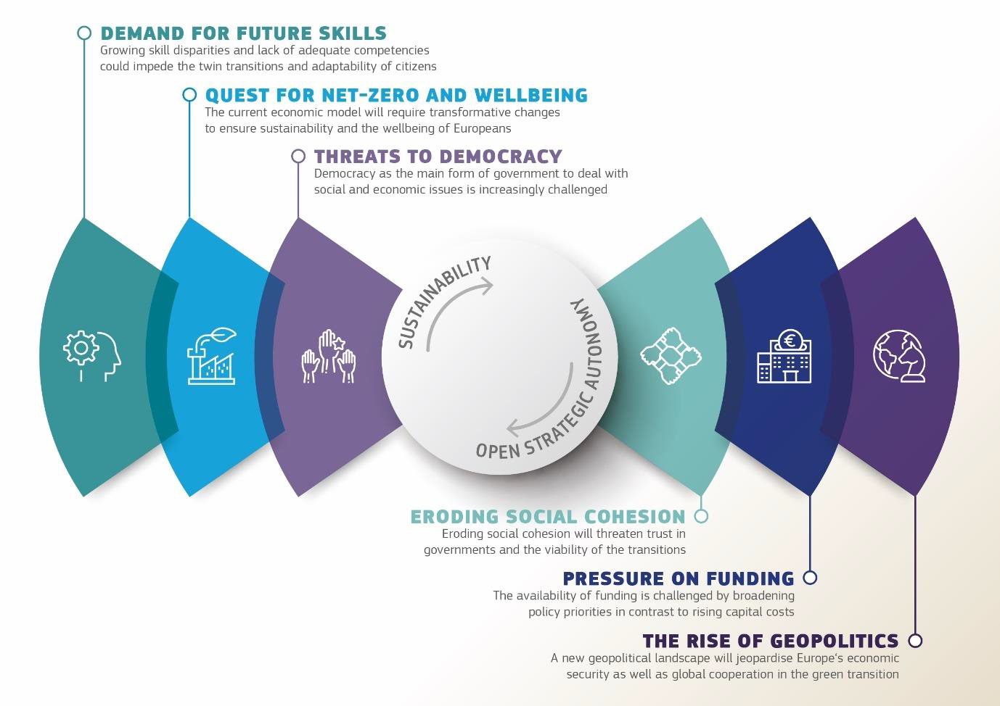 DEMAND FOR FUTURE SKILLS
Growing skill disparities and lack of adequate competencies
could impede the twin transitions and adaptability of citizens
QUEST FOR NET-ZERO AND WELLBEING
The current economic model will require transformative changes
to ensure sustainability and the wellbeing of Europeans
THREATS TO DEMOCRACY
Democracy as the main form of government to deal with
social and economic issues is increasingly challenged
SUSTAINABILITY
OPEN STRATEGIC AUTONOMY
€
ERODING SOCIAL COHESION
Eroding social cohesion will threaten trust in
governments and the viability of the transitions
PRESSURE ON FUNDING
The availability of funding is challenged by broadening
policy priorities in contrast to rising capital costs
THE RISE OF GEOPOLITICS
A new geopolitical landscape will jeopardise Europe‘s economic
security as well as global cooperation in the green transition